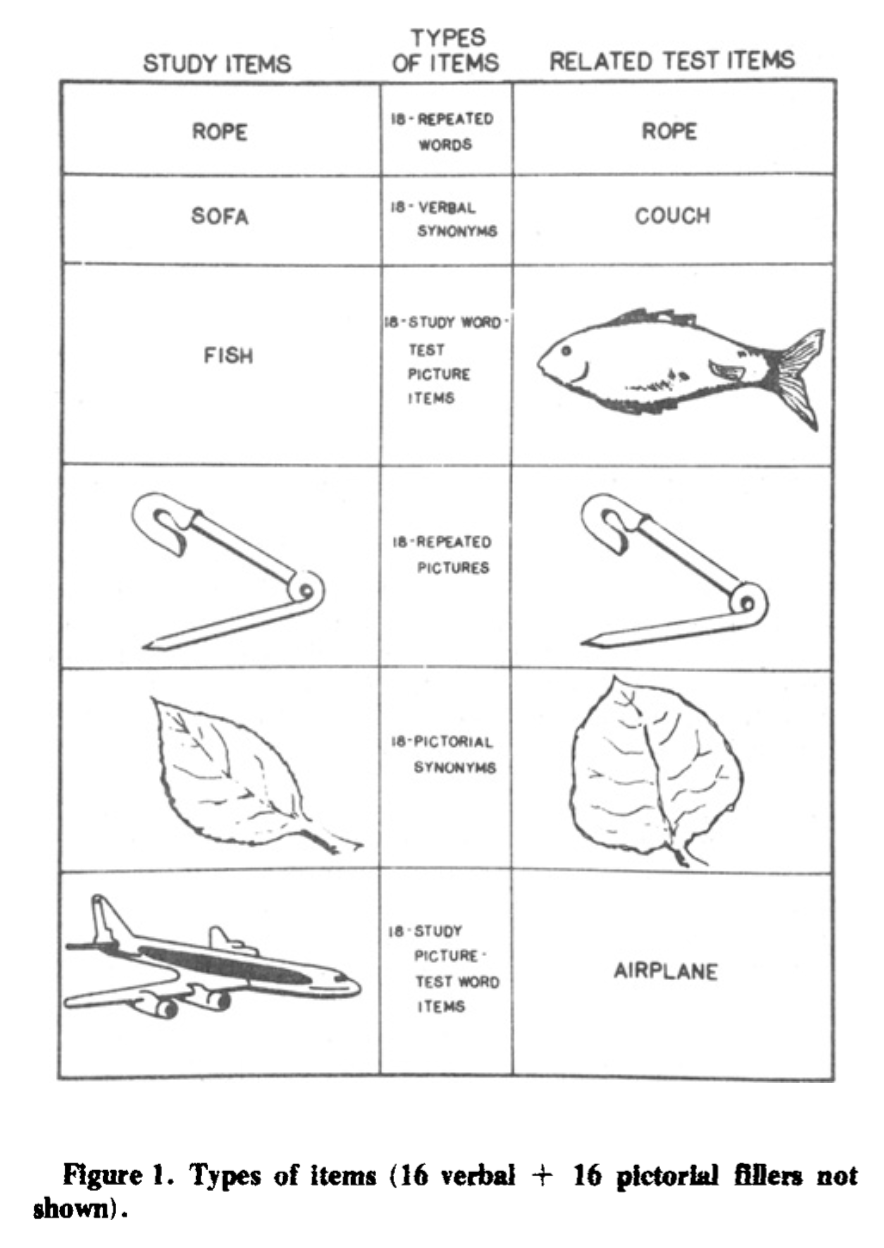 STUDY ITEMS
TYPES
OF ITEMS
RELATED TEST ITEMS
ROPE
18-REPEATED
WORDS
ROPE
SOFA
18-VERBAL
SYNONYMS
COUCH
FISH
18-STUDY WORD-
TEST
PICTURE
ITEMS
18-REPEATED
PICTURES
18-PICTORIAL
SYNONYMS
18-STUDY
PICTURE-
TEST WORD
ITEMS
AIRPLANE
Figure 1. Types of items (16 verbal + 16 pictorial fillers not
shown).